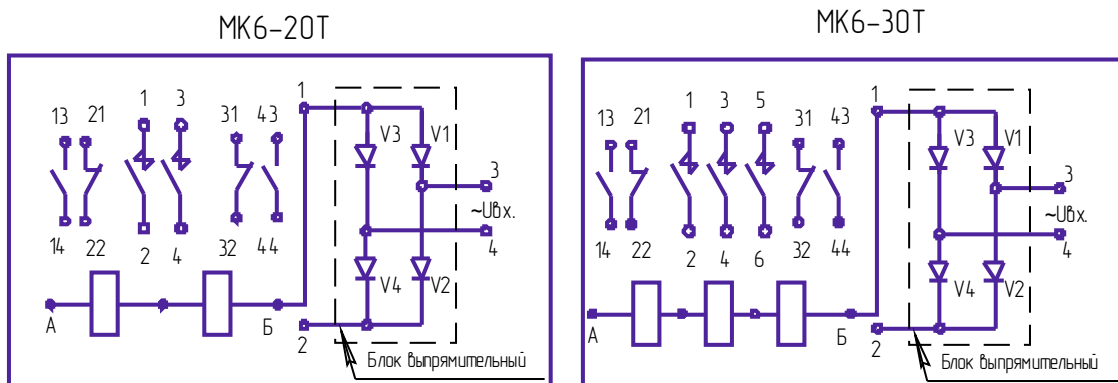 МК6-20Т
МК6-30Т
13 21 1 3 31 43 1
V3 V1
3
~Uвх.
4
14 22 2 4 32 44
V4 V2
А Б 2
Блок выпрямительный
13 21 1 3 5 31 43 1
V3 V1
3
~Uвх.
4
14 22 2 4 6 32 44
V4 V2
А Б 2
Блок выпрямительный